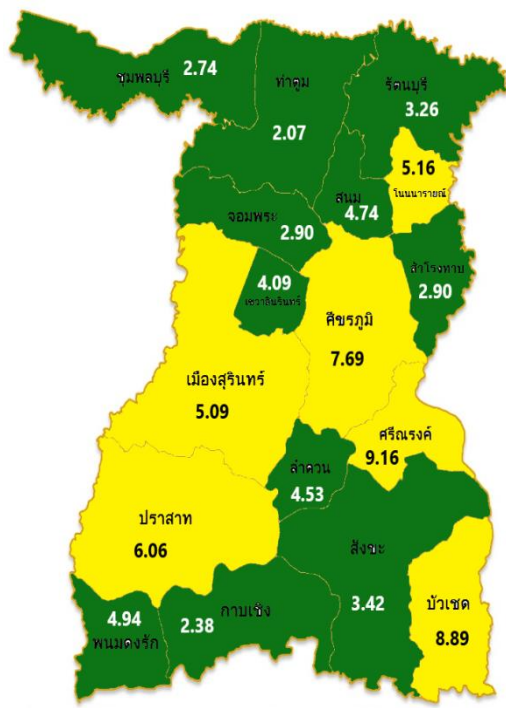 ชุมพลบุรี
2.74
ท่าตูม
2.07
รัตนบุรี
3.26
5.16
โนนนารายณ์
สนม
4.74
จอมพระ
2.90
4.09
เขวาสินรินทร์
สำโรงทาบ
2.90
ศีขรภูมิ
7.69
เมืองสุรินทร์
5.09
ศรีณรงค์
9.16
ลำดวน
4.53
ปราสาท
6.06
สังขะ
3.42
บัวเชด
8.89
4.94
พนมดงรัก
กาบเชิง
2.38